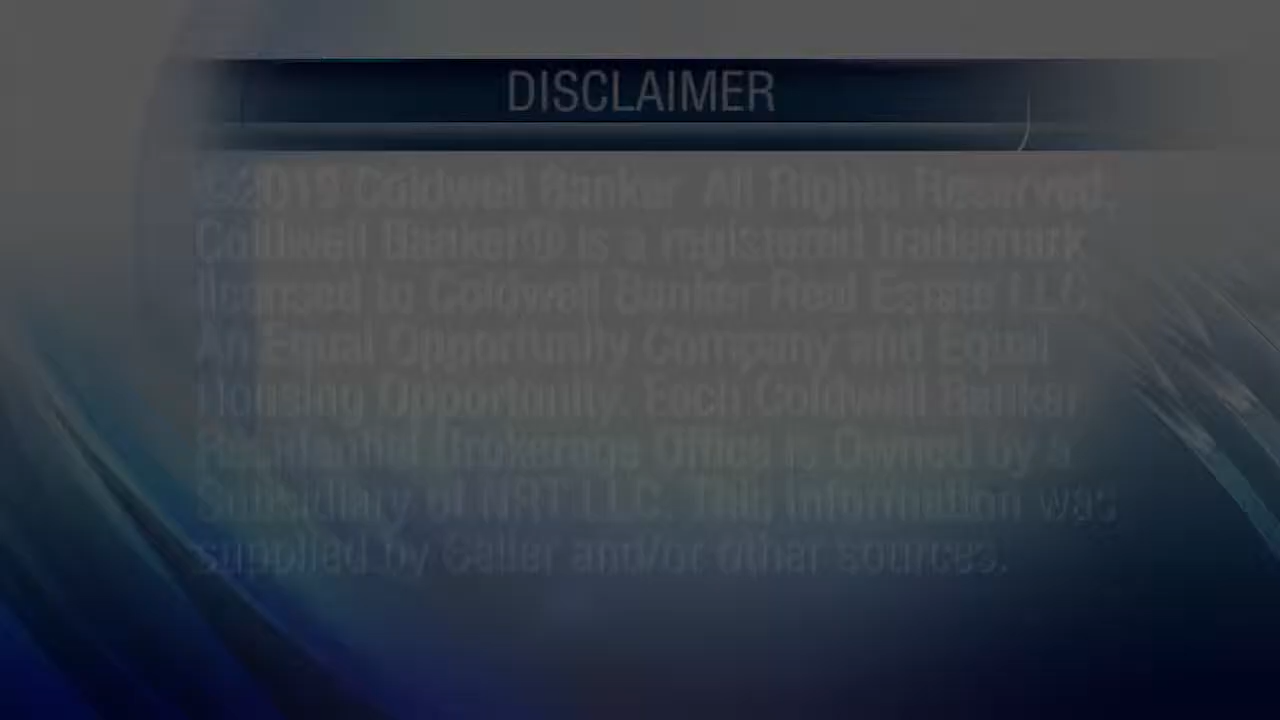 DISCLAIMER
©2019 Coldwell Banker. All Rights Reserved.
Coldwell Banker® is a registered trademark
licensed to Coldwell Banker Real Estate LLC.
An Equal Opportunity Company and Equal
Housing Opportunity. Each Coldwell Banker
Residential Brokerage Office is Owned by a
Subsidiary of NRT LLC. This information was
supplied by Seller and/or other sources.